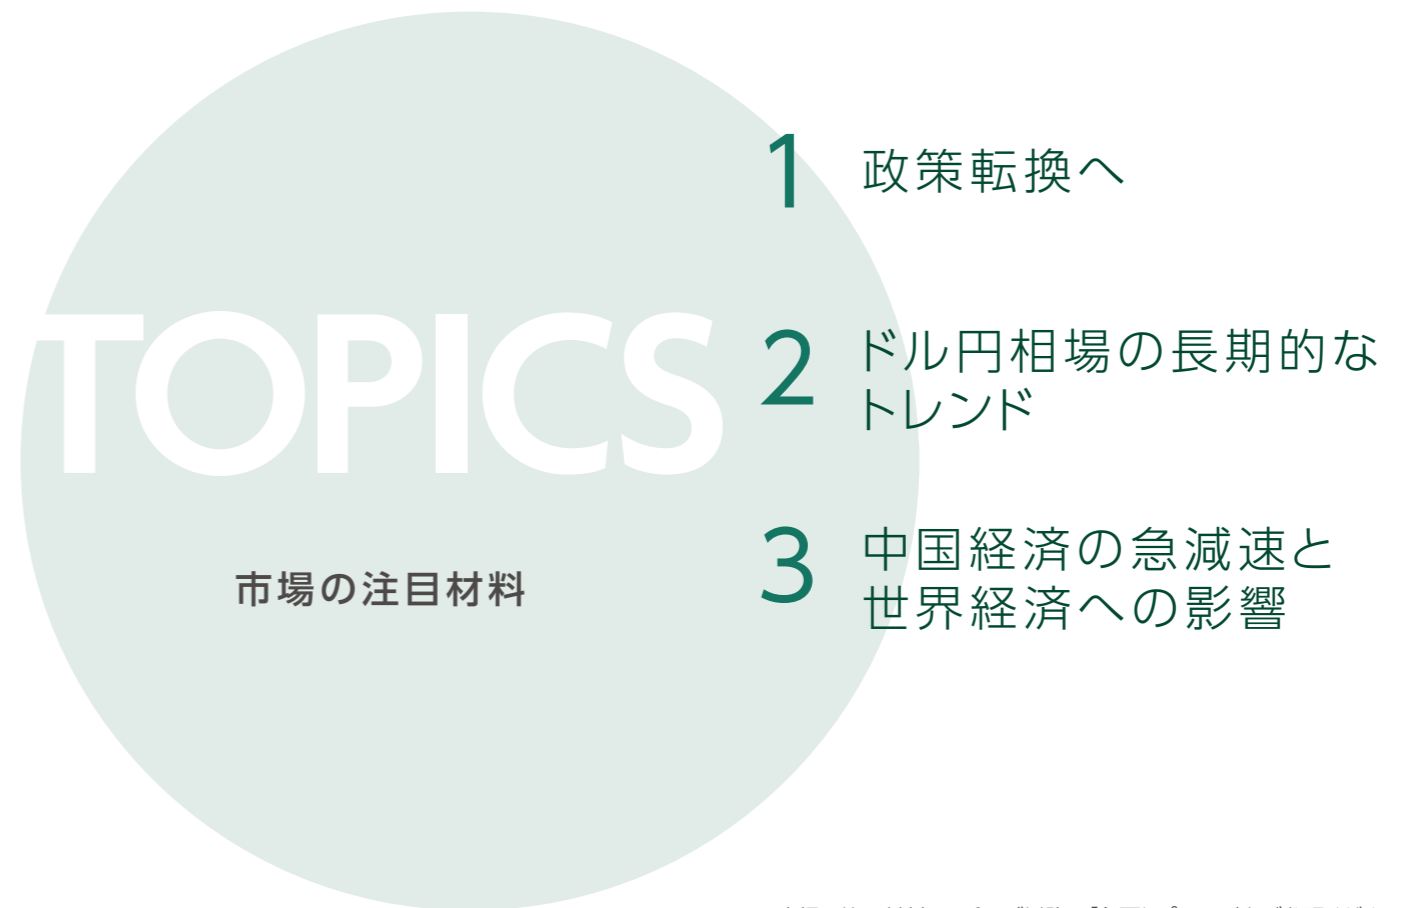 TOPICS
市場の注目材料
1 政策転換へ
2 ドル円相場の長期的な
トレンド
3 中国経済の急減速と
世界経済への影響